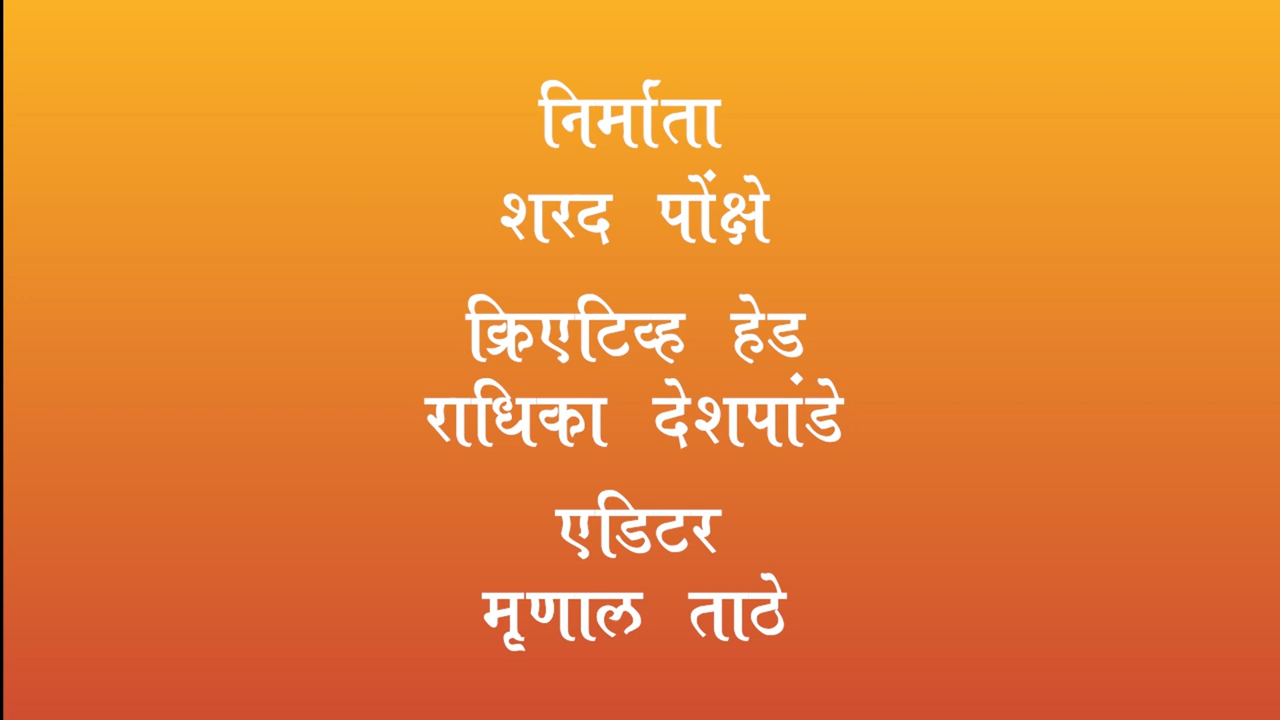 निर्माता
शरद पोंक्षे
क्रिएटिव्ह हेड
राधिका देशपांडे
एडिटर
मृणाल ताठे